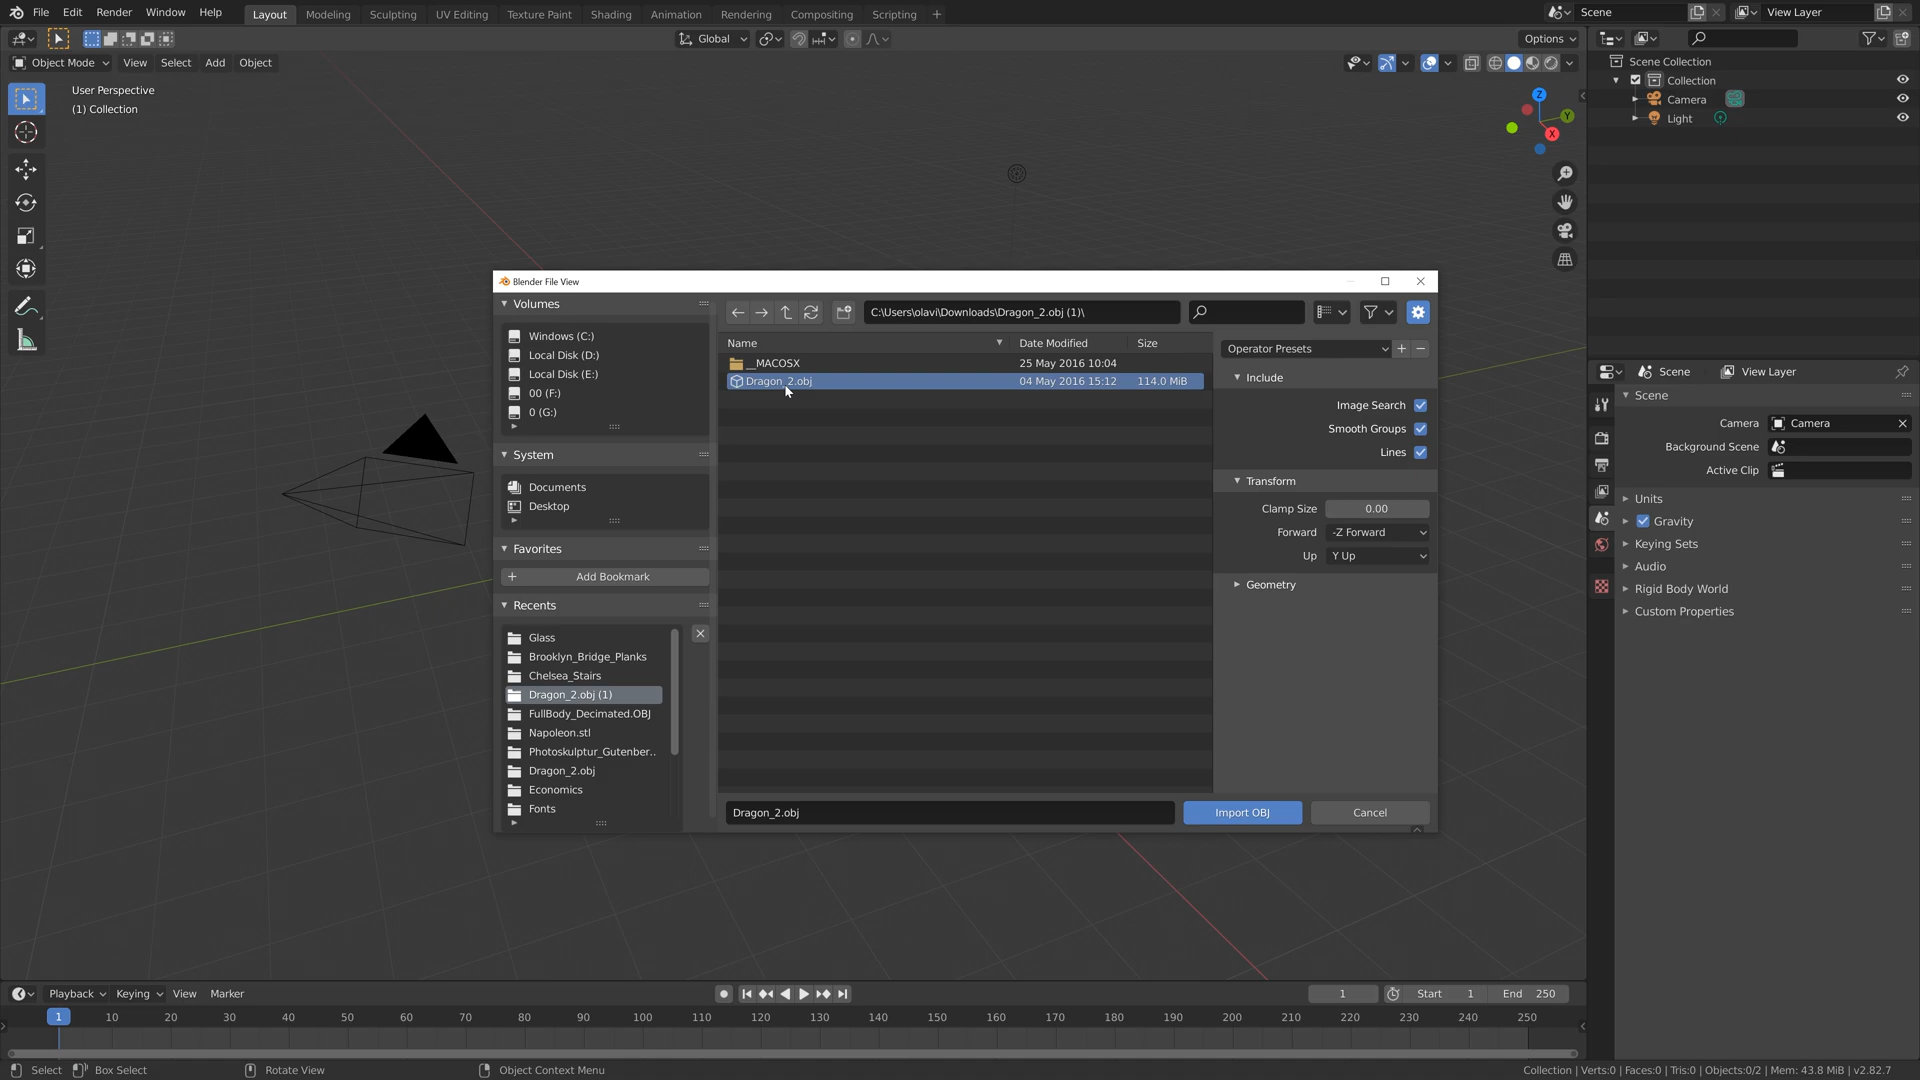 File Edit Render Window Help Layout Modeling Sculpting UV Editing Texture Paint Shading Animation Rendering Compositing Scripting + Scene View Layer
Global Options
Object Mode View Select Add Object
User Perspective
(1) Collection
Z
Y
X
Scene Collection
Collection
Camera
Light
Blender File View
Volumes
Windows (C:)
Local Disk (D:)
Local Disk (E:)
00 (F:)
0 (G:)
System
Documents
Desktop
Favorites
+ Add Bookmark
Recents
Glass
Brooklyn_Bridge_Planks
Chelsea_Stairs
Dragon_2.obj (1)
FullBody_Decimated.OBJ
Napoleon.stl
Photoskulptur_Gutenber..
Dragon_2.obj
Economics
Fonts
C:\Users\olavi\Downloads\Dragon_2.obj (1)\
Name Date Modified Size
__MACOSX 25 May 2016 10:04
Dragon_2.obj 04 May 2016 15:12 114.0 MiB
Dragon_2.obj Import OBJ Cancel
Operator Presets + −
Include
Image Search
Smooth Groups
Lines
Transform
Clamp Size 0.00
Forward -Z Forward
Up Y Up
Geometry
Scene View Layer
Scene
Camera Camera
Background Scene
Active Clip
Units
Gravity
Keying Sets
Audio
Rigid Body World
Custom Properties
Playback Keying View Marker 1 Start 1 End 250
1 10 20 30 40 50 60 70 80 90 100 110 120 130 140 150 160 170 180 190 200 210 220 230 240 250
Select Box Select Rotate View Object Context Menu Collection | Verts:0 | Faces:0 | Tris:0 | Objects:0/2 | Mem: 43.8 MiB | v2.82.7